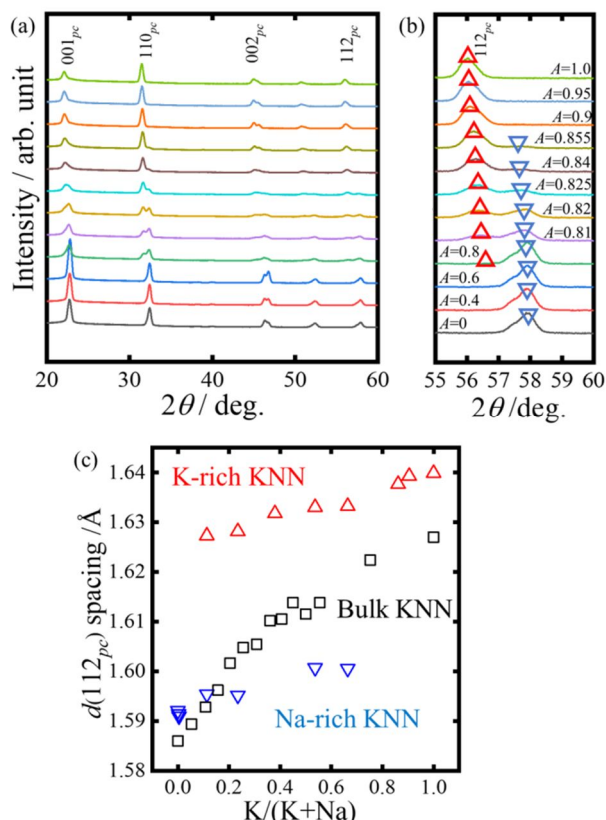 (a)
001pc
110pc
002pc
112pc
Intensity / arb. unit
20
30
40
50
60
2θ/ deg.
(b)
112pc
A=1.0
A=0.95
A=0.9
A=0.855
A=0.84
A=0.825
A=0.82
A=0.81
A=0.8
A=0.6
A=0.4
A=0
55
56
57
58
59
60
2θ/deg.
(c)
K-rich KNN
Bulk KNN
Na-rich KNN
d(112pc) spacing /Å
1.64
1.63
1.62
1.61
1.60
1.59
1.58
0.0
0.2
0.4
0.6
0.8
1.0
K/(K+Na)